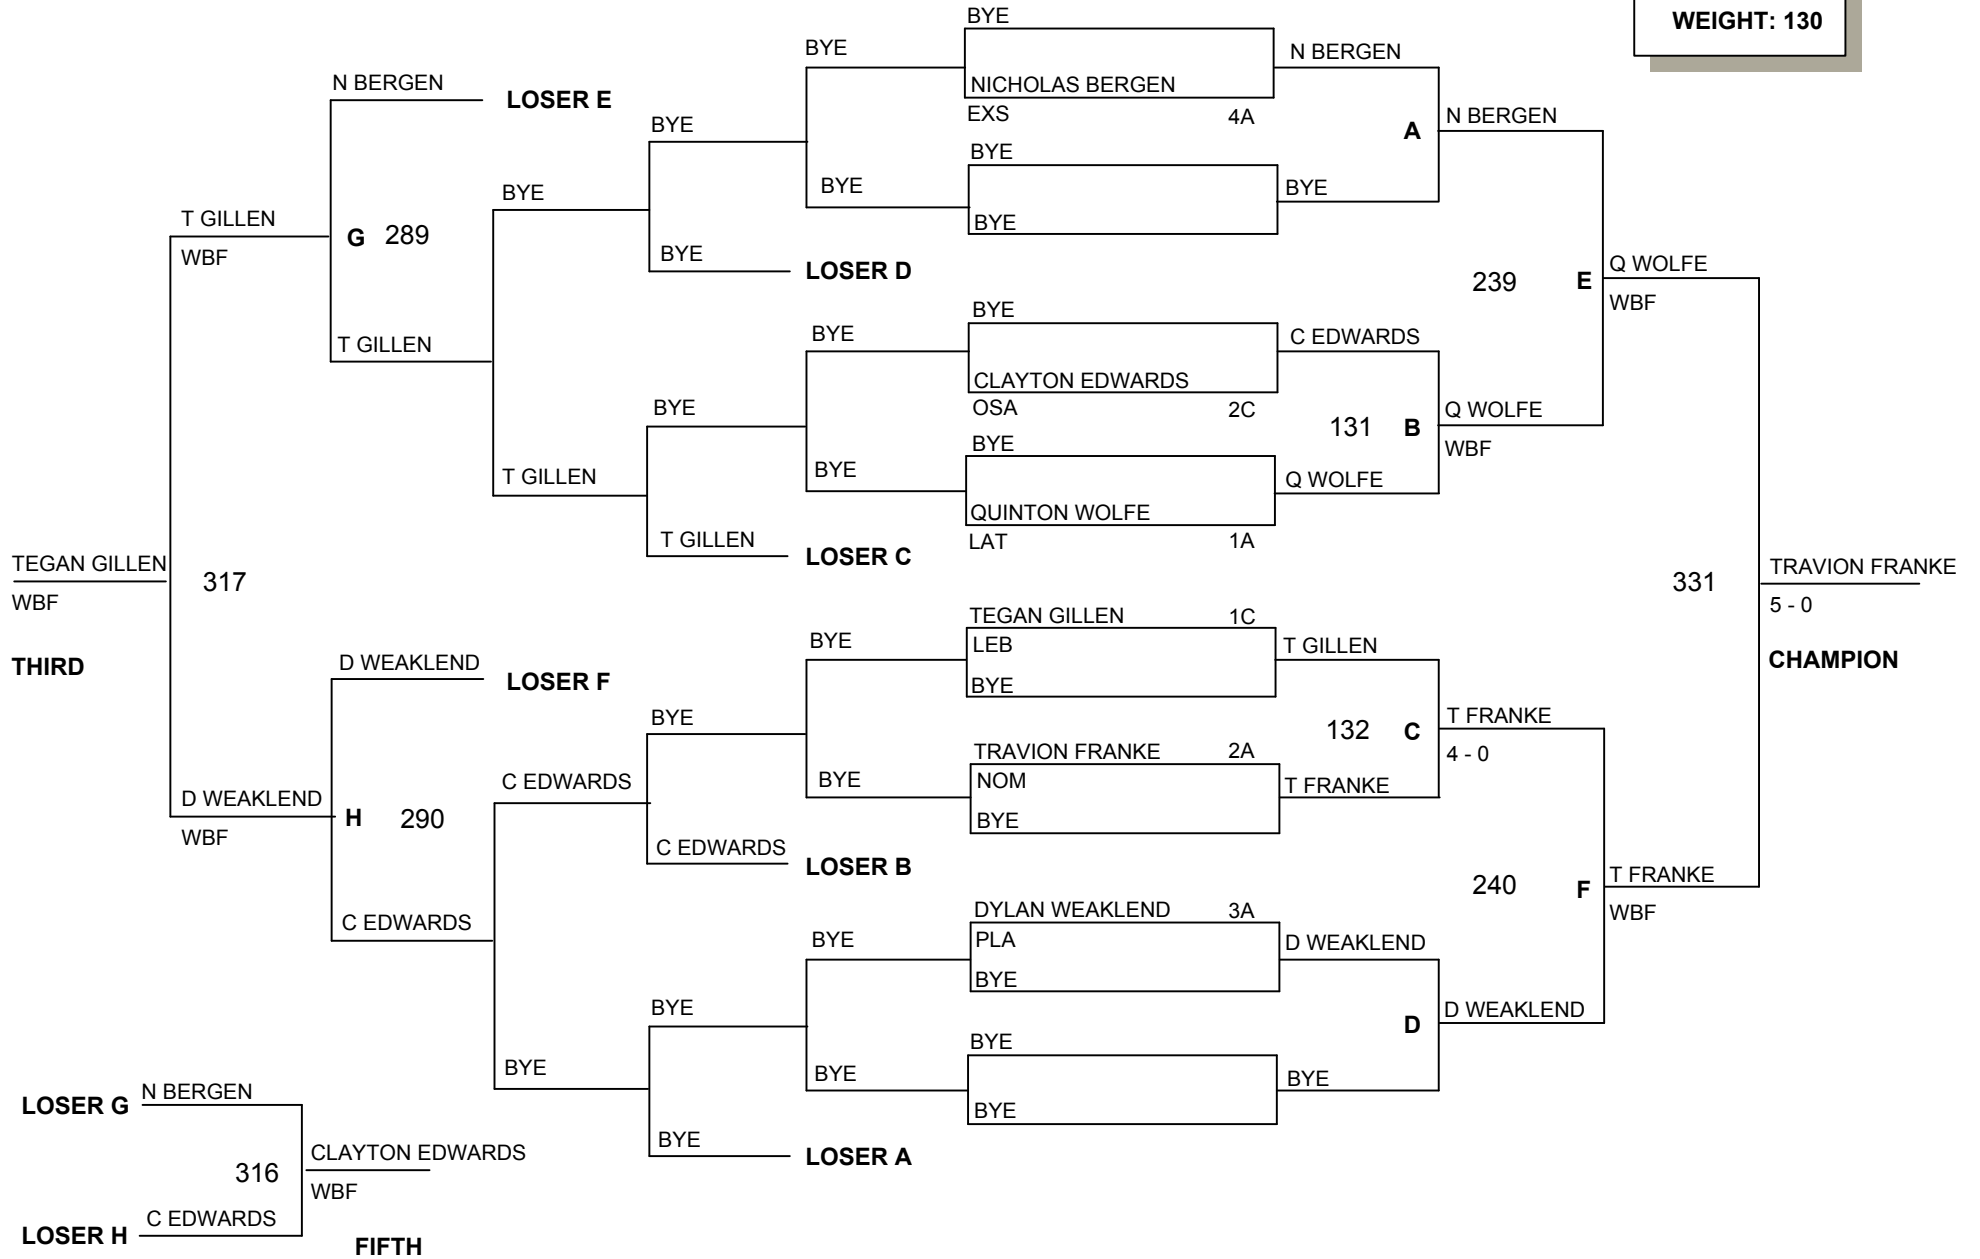 WEIGHT: 130
BYE
BYE
N BERGEN
NICHOLAS BERGEN
EXS 4A
N BERGEN
LOSER E
BYE
A
N BERGEN
BYE
BYE
BYE
BYE
BYE
T GILLEN
WBF
G 289
BYE
LOSER D
239
E
Q WOLFE
WBF
BYE
BYE
C EDWARDS
T GILLEN
CLAYTON EDWARDS
OSA 2C
BYE
131
B
Q WOLFE
WBF
BYE
BYE
T GILLEN
Q WOLFE
QUINTON WOLFE
LAT 1A
T GILLEN
LOSER C
TEGAN GILLEN
WBF
317
THIRD
331
TRAVION FRANKE
5 - 0
CHAMPION
TEGAN GILLEN 1C
LEB
BYE
BYE
T GILLEN
D WEAKLEND
LOSER F
BYE
132
C
T FRANKE
4 - 0
TRAVION FRANKE 2A
NOM
BYE
BYE
T FRANKE
C EDWARDS
D WEAKLEND
WBF
H 290
C EDWARDS
LOSER B
240
F
T FRANKE
WBF
DYLAN WEAKLEND 3A
PLA
BYE
BYE
D WEAKLEND
C EDWARDS
BYE
D
D WEAKLEND
BYE
BYE
BYE
BYE
BYE
BYE
LOSER A
LOSER G
N BERGEN
316
CLAYTON EDWARDS
WBF
LOSER H
C EDWARDS
FIFTH